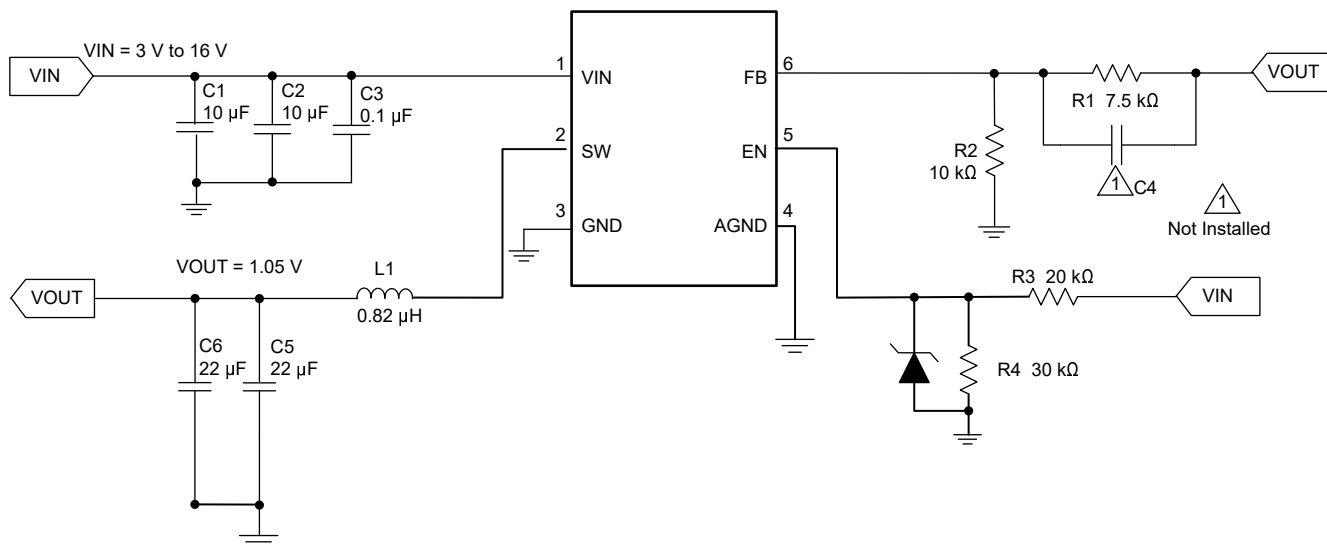 VIN = 3 V to 16 V
VIN
C1
10 µF
C2
10 µF
C3
0.1 µF
1
VIN
2
SW
3
GND
6
FB
5
EN
4
AGND
R2
10 kΩ
R1 7.5 kΩ
VOUT
1
C4
1
Not Installed
VOUT = 1.05 V
VOUT
L1
0.82 µH
C6
22 µF
C5
22 µF
R3 20 kΩ
VIN
R4 30 kΩ